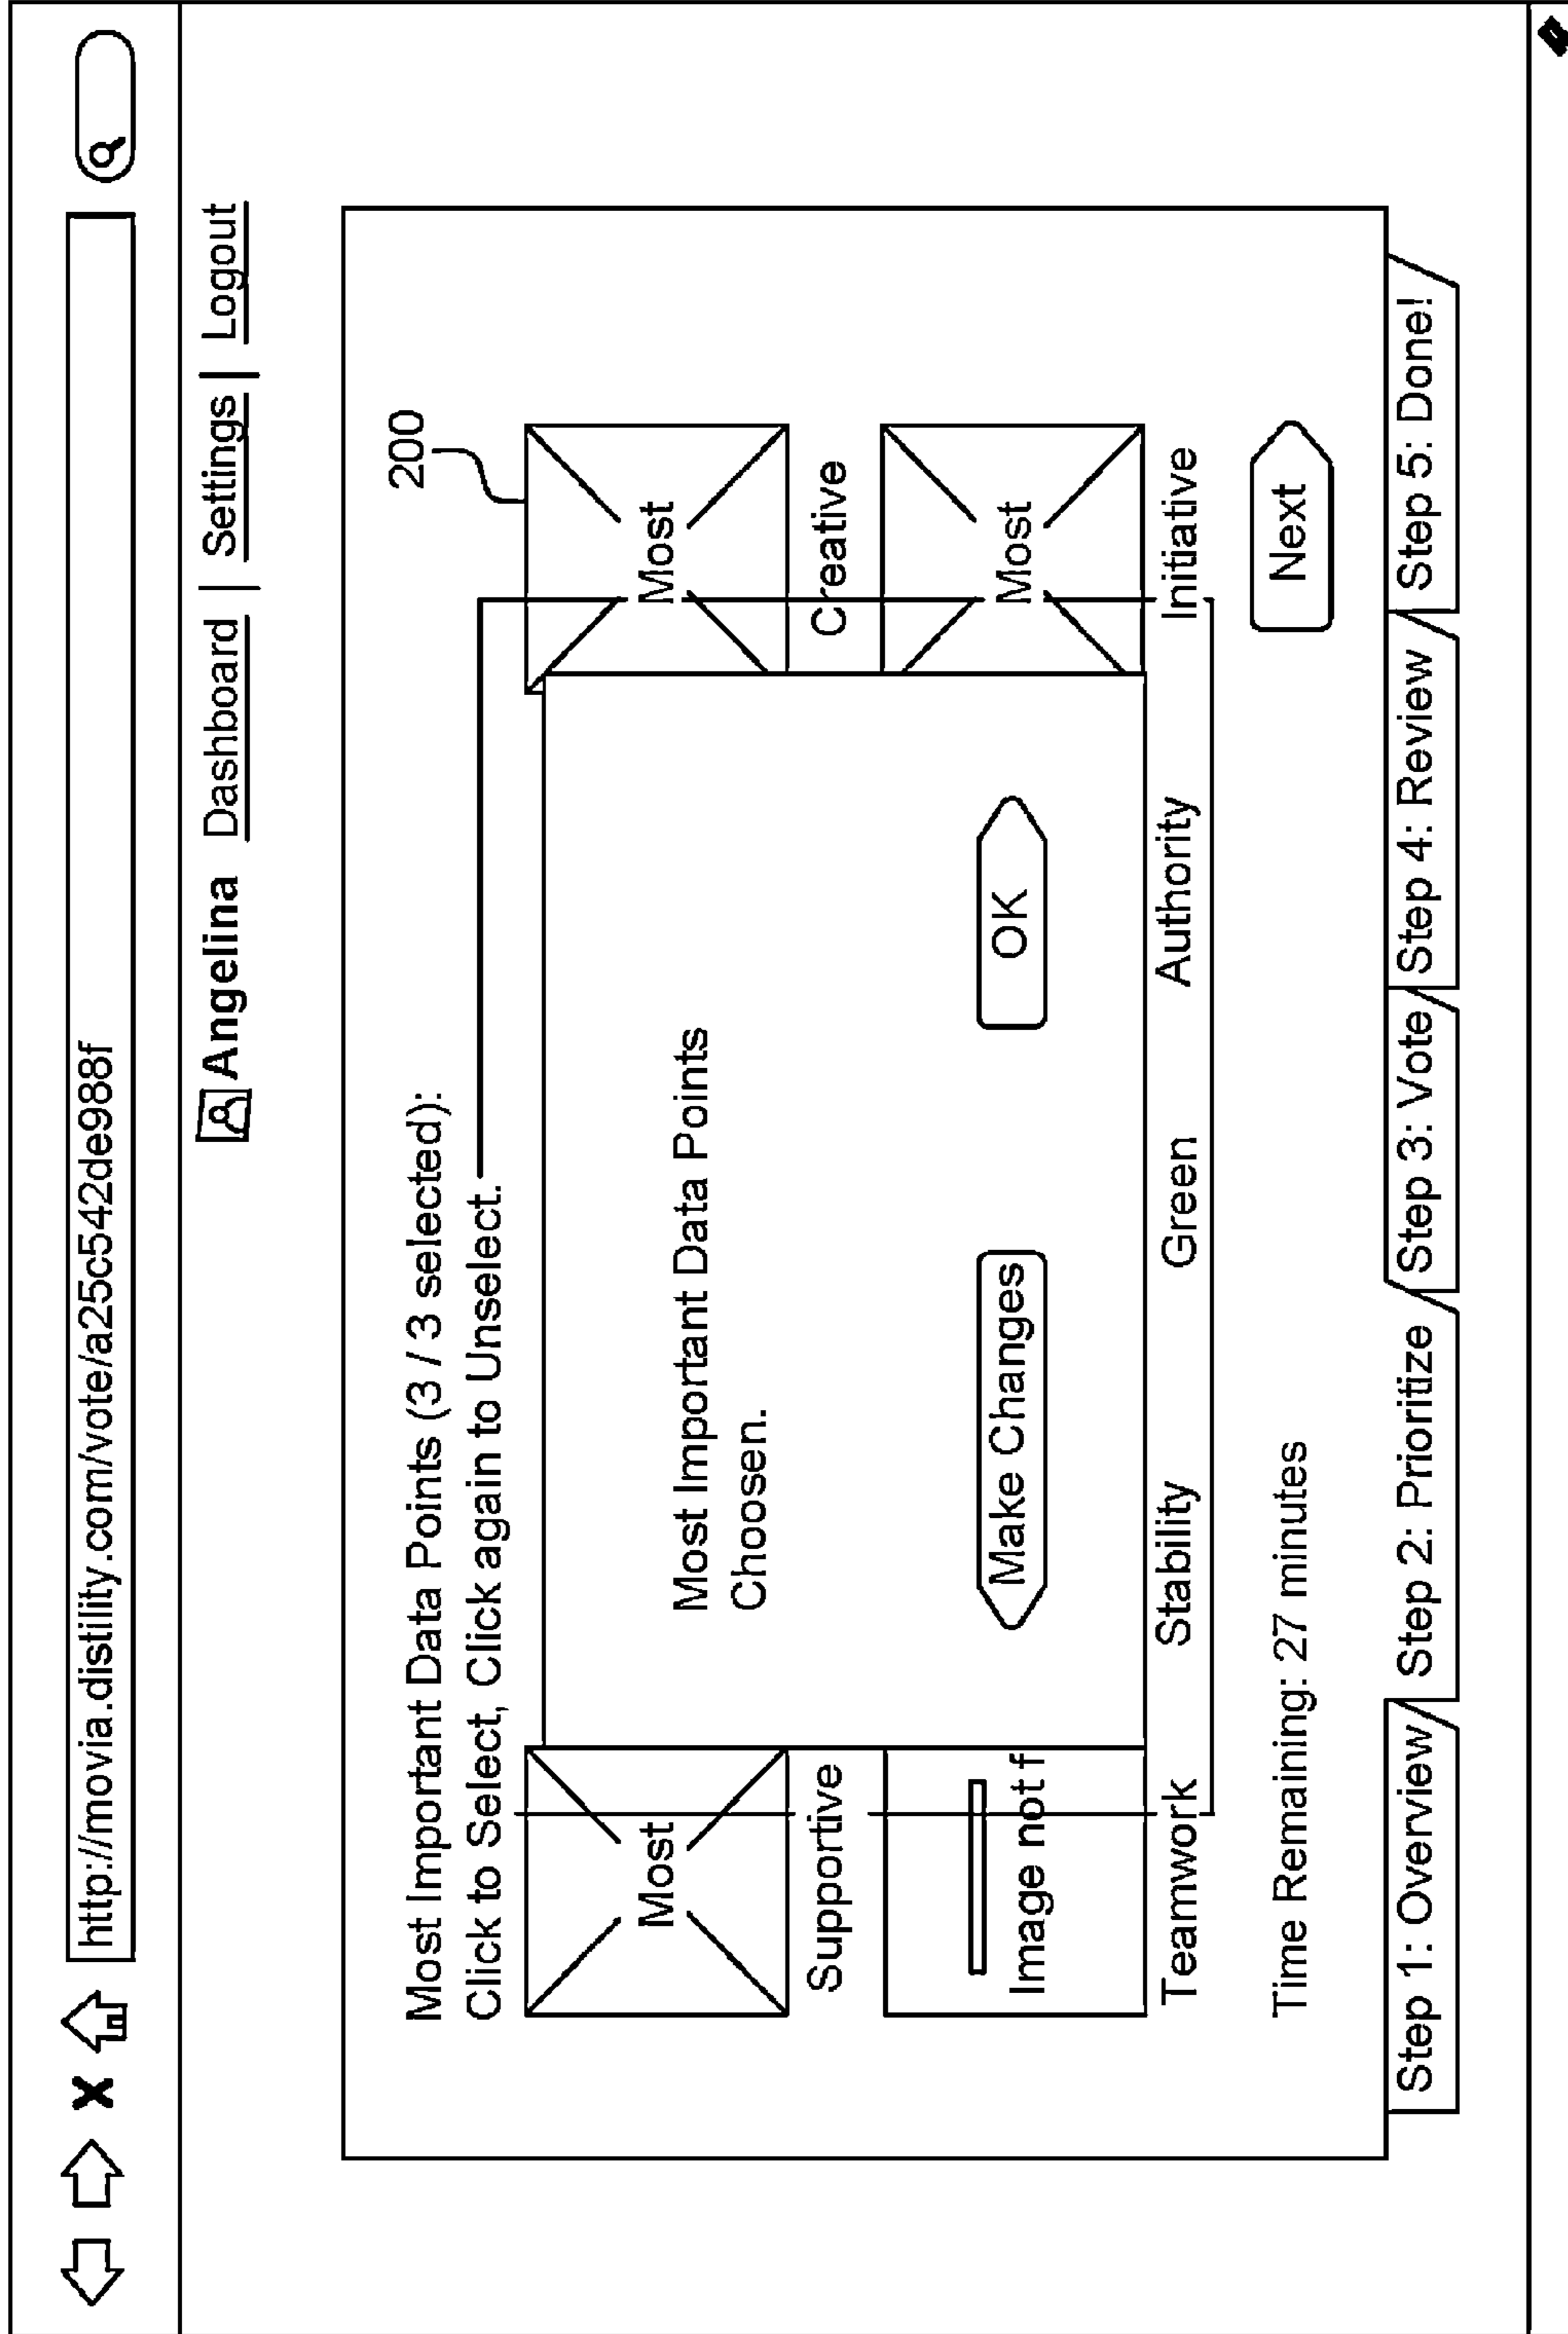 http://movia.distility.com/vote/a25c542de988f
Angelina Dashboard | Settings | Logout
200
Most Important Data Points (3 / 3 selected):
Click to Select, Click again to Unselect.
Most
Most
Supportive
Creative
Most Important Data Points
Choosen.
Image not f
Make Changes
OK
Most
Teamwork
Stability
Green
Authority
Initiative
Time Remaining: 27 minutes
Next
Step 1: Overview
Step 2: Prioritize
Step 3: Vote
Step 4: Review
Step 5: Done!